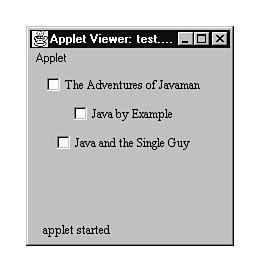 Applet Viewer: test....
Applet
The Adventures of Javaman
Java by Example
Java and the Single Guy
applet started